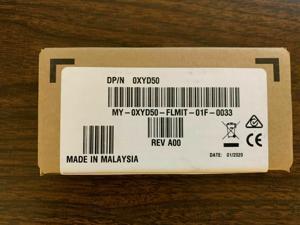 DP/N 0XYD50
MY-0XYD50-FLMIT-01F-0033
REV A00
MADE IN MALAYSIA
DATE: 01/2020